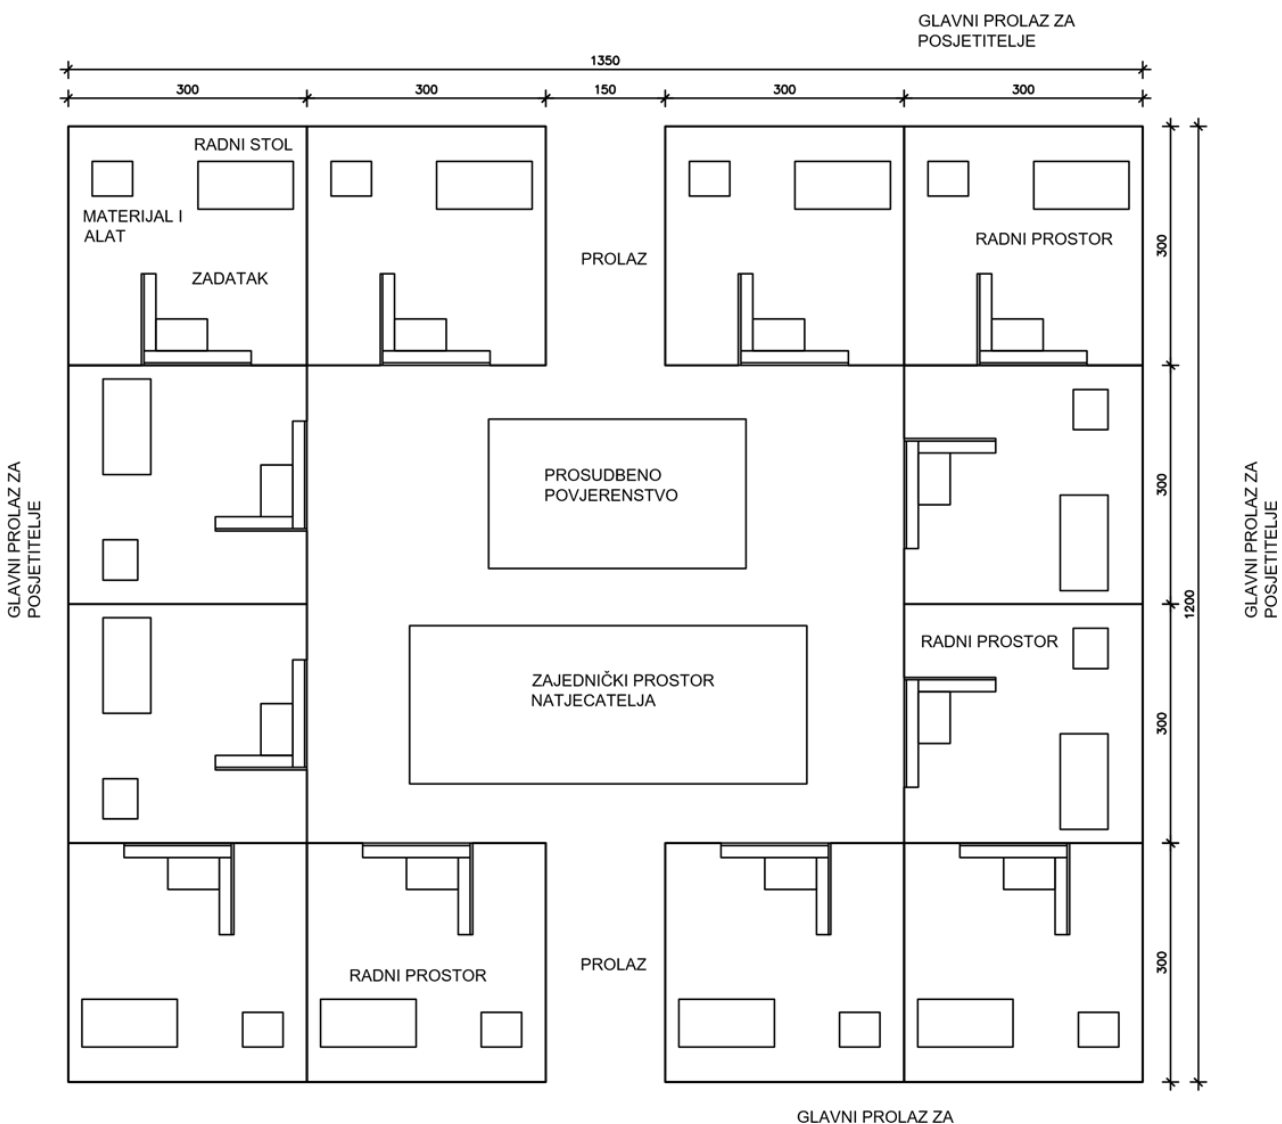 GLAVNI PROLAZ ZA
POSJETITELJE
1350
300
300
150
300
300
RADNI STOL
MATERIJAL I
ALAT
ZADATAK
PROLAZ
RADNI PROSTOR
300
GLAVNI PROLAZ ZA
POSJETITELJE
PROSUDBENO
POVJERENSTVO
300
GLAVNI PROLAZ ZA
POSJETITELJE
1200
RADNI PROSTOR
ZAJEDNIČKI PROSTOR
NATJECATELJA
300
RADNI PROSTOR
PROLAZ
300
GLAVNI PROLAZ ZA